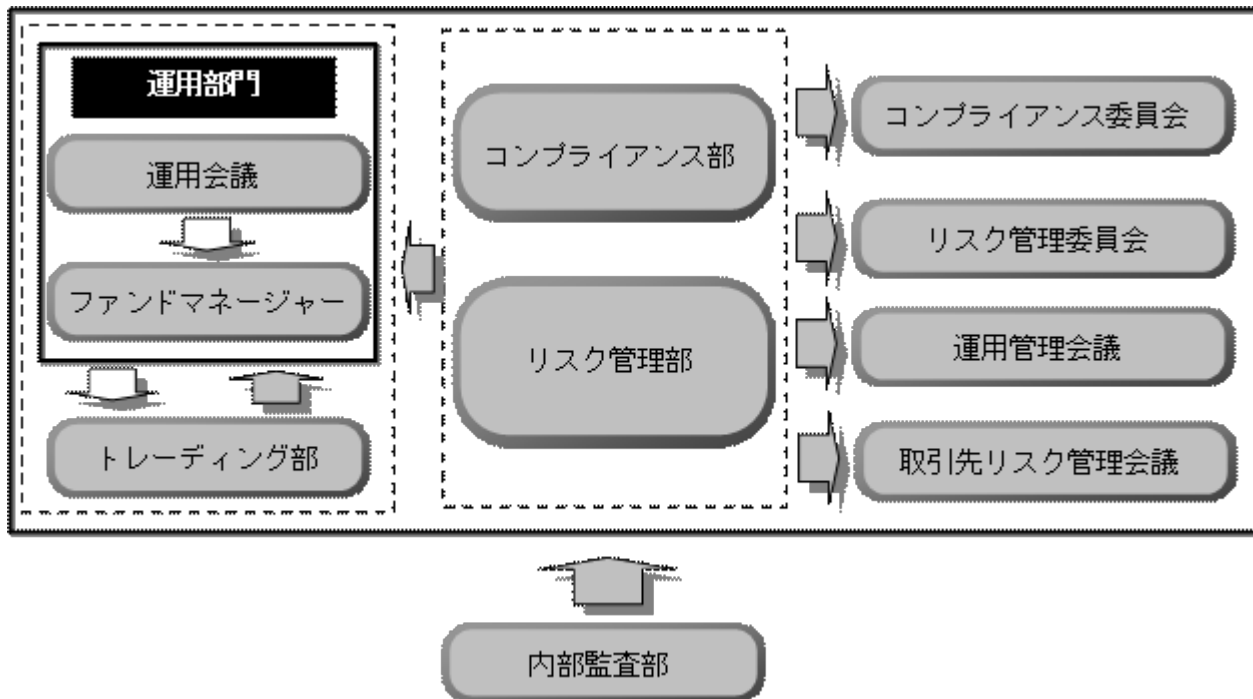 運用部門
運用会議
ファンドマネージャー
トレーディング部
コンプライアンス部
リスク管理部
コンプライアンス委員会
リスク管理委員会
運用管理会議
取引先リスク管理会議
内部監査部